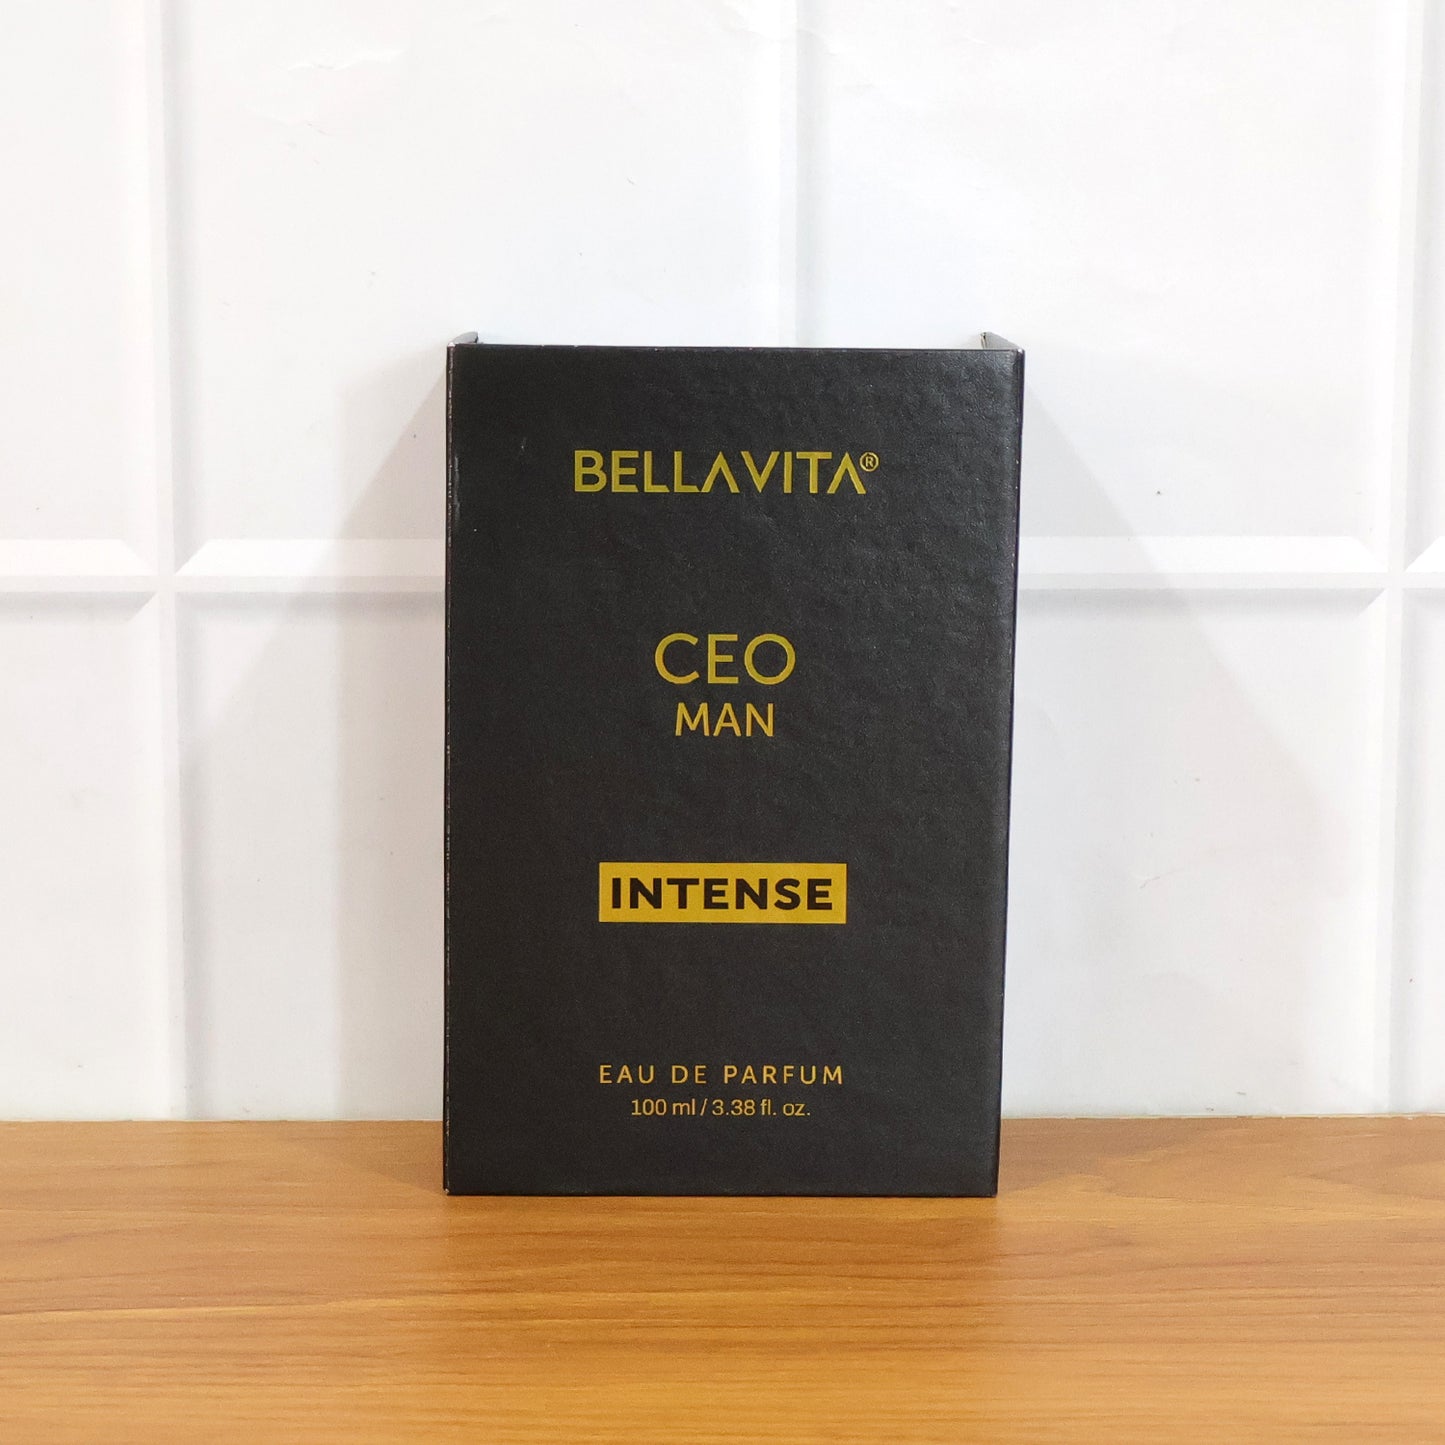 BELLAVITA®
CEO
MAN
INTENSE
EAU DE PARFUM
100 ml / 3.38 fl. oz.